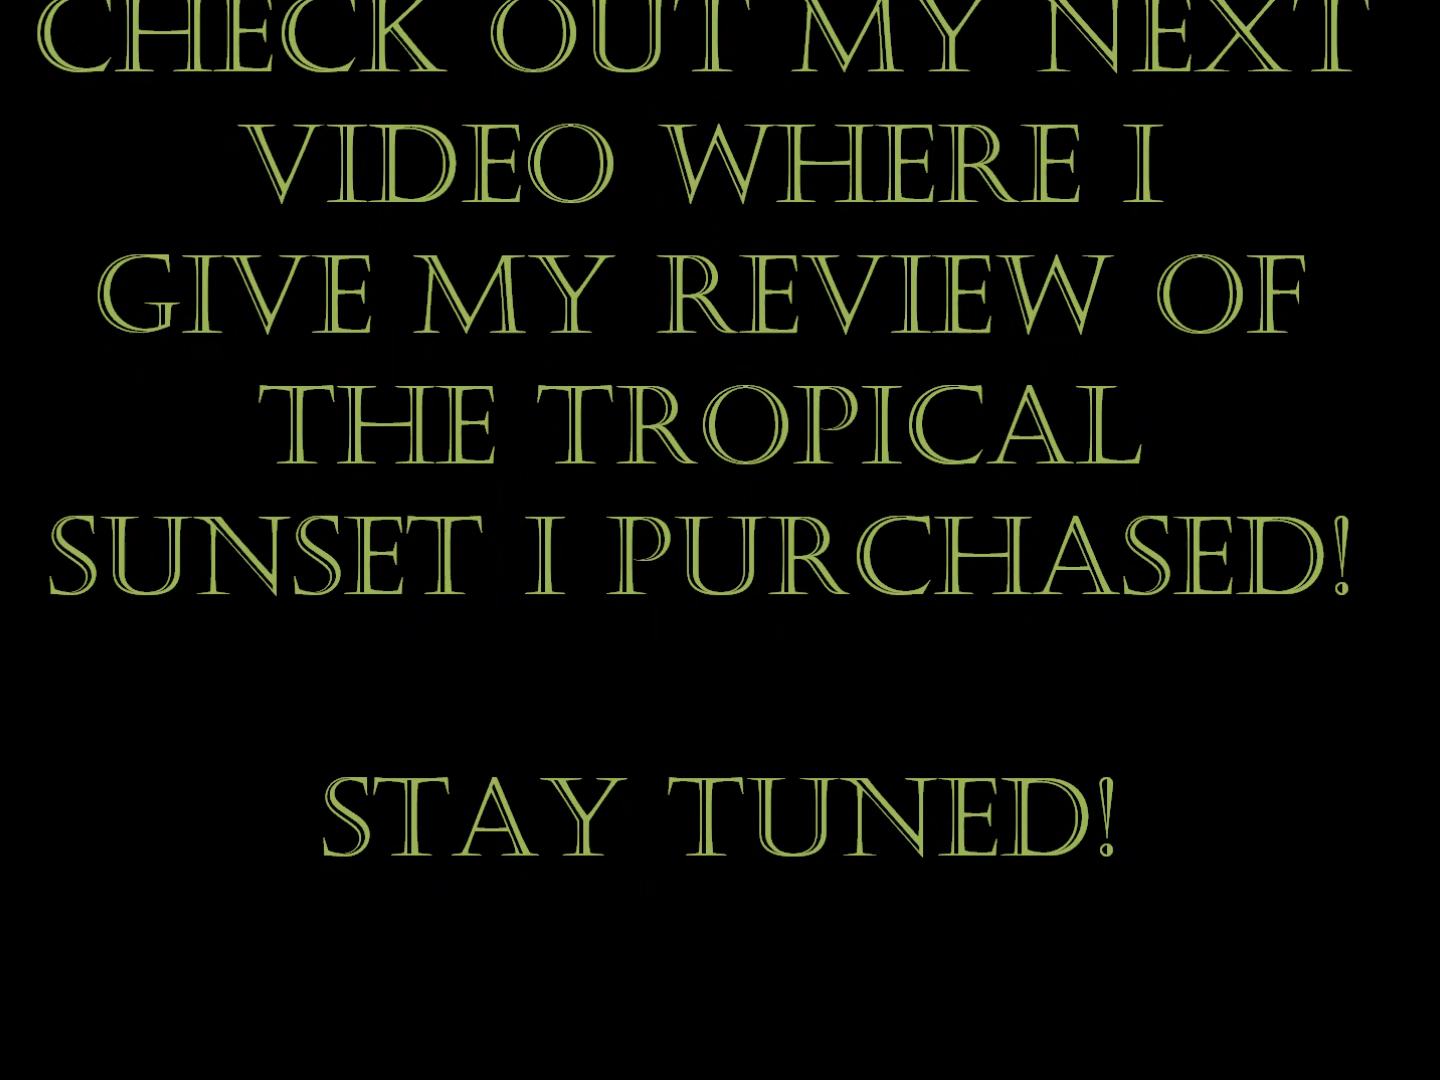 CHECK OUT MY NEXT
VIDEO WHERE I
GIVE MY REVIEW OF
THE TROPICAL
SUNSET I PURCHASED!
STAY TUNED!